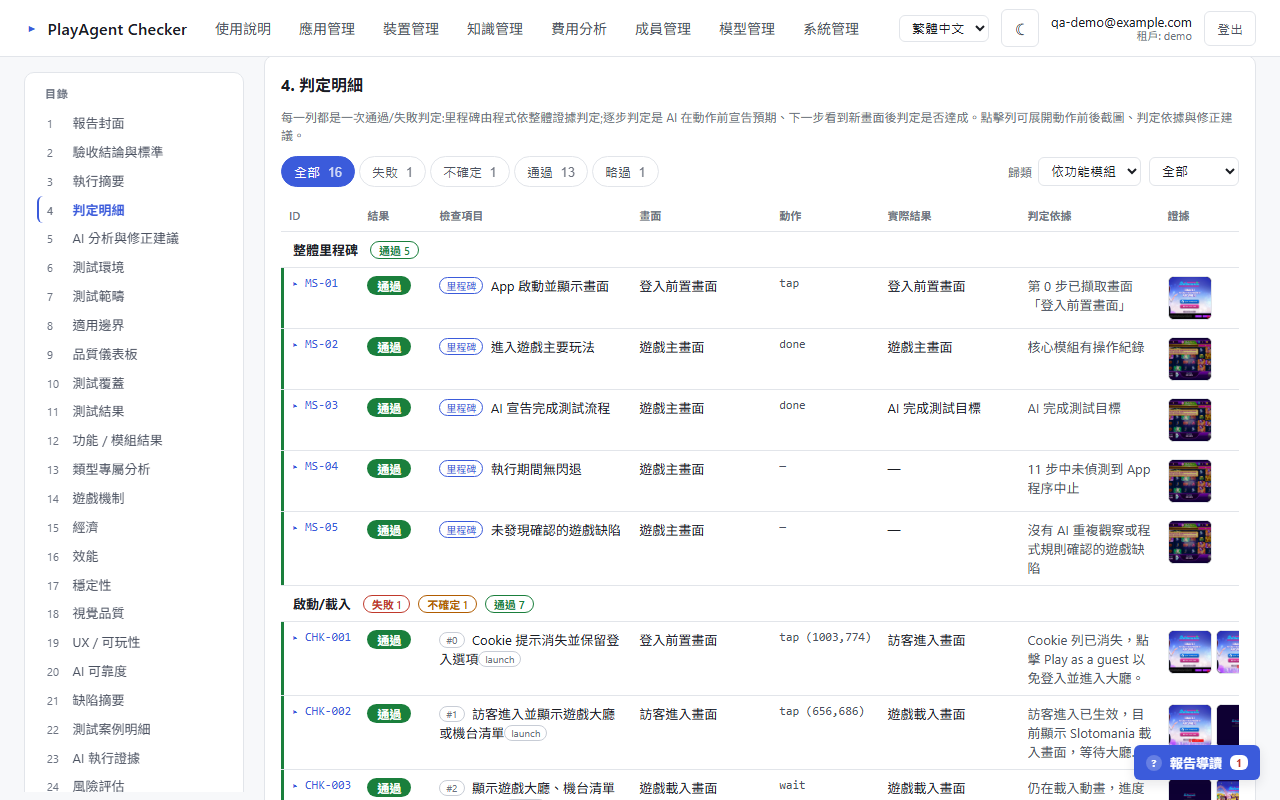 PlayAgent Checker
使用說明
應用管理
裝置管理
知識管理
費用分析
成員管理
模型管理
系統管理
繁體中文
qa-demo@example.com
租戶: demo
登出
目錄
1 報告封面
2 驗收結論與標準
3 執行摘要
4 判定明細
5 AI 分析與修正建議
6 測試環境
7 測試範疇
8 適用邊界
9 品質儀表板
10 測試覆蓋
11 測試結果
12 功能 / 模組結果
13 類型專屬分析
14 遊戲機制
15 經濟
16 效能
17 穩定性
18 視覺品質
19 UX / 可玩性
20 AI 可靠度
21 缺陷摘要
22 測試案例明細
23 AI 執行證據
24 風險評估
4. 判定明細
每一列都是一次通過/失敗判定:里程碑由程式依整體證據判定;逐步判定是 AI 在動作前宣告預期、下一步看到新畫面後判定是否達成。點擊列可展開動作前後截圖、判定依據與修正建
議。
全部 16
失敗 1
不確定 1
通過 13
略過 1
歸類
依功能模組
全部
ID 結果 檢查項目 畫面 動作 實際結果 判定依據 證據
整體里程碑 通過 5
▸ MS-01 通過 里程碑 App 啟動並顯示畫面 登入前置畫面 tap 登入前置畫面 第 0 步已擷取畫面
「登入前置畫面」
▸ MS-02 通過 里程碑 進入遊戲主要玩法 遊戲主畫面 done 遊戲主畫面 核心模組有操作紀錄
▸ MS-03 通過 里程碑 AI 宣告完成測試流程 遊戲主畫面 done AI 完成測試目標 AI 完成測試目標
▸ MS-04 通過 里程碑 執行期間無閃退 遊戲主畫面 — — 11 步中未偵測到 App
程序中止
▸ MS-05 通過 里程碑 未發現確認的遊戲缺陷 遊戲主畫面 — — 沒有 AI 重複觀察或程
式規則確認的遊戲缺
陷
啟動/載入 失敗 1 不確定 1 通過 7
▸ CHK-001 通過 #0 Cookie 提示消失並保留登 登入前置畫面 tap (1003,774) 訪客進入畫面 Cookie 列已消失，點
入選項 launch 擊 Play as a guest 以
免登入並進入大廳。
▸ CHK-002 通過 #1 訪客進入並顯示遊戲大廳 訪客進入畫面 tap (656,686) 遊戲載入畫面 訪客進入已生效，目
或機台清單 launch 前顯示 Slotomania 載
入畫面，等待大廳
▸ CHK-003 通過 #2 顯示遊戲大廳、機台清單 遊戲載入畫面 wait 遊戲載入畫面 仍在載入動畫，進度
? 報告導讀 1